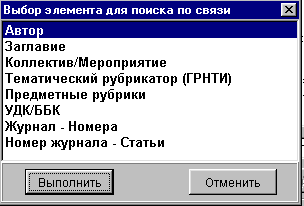 Выбор элемента для поиска по связи
Автор
Заглавие
Коллектив/Мероприятие
Тематический рубрикатор (ГРНТИ)
Предметные рубрики
УДК/ББК
Журнал - Номера
Номер журнала - Статьи
Выполнить
Отменить